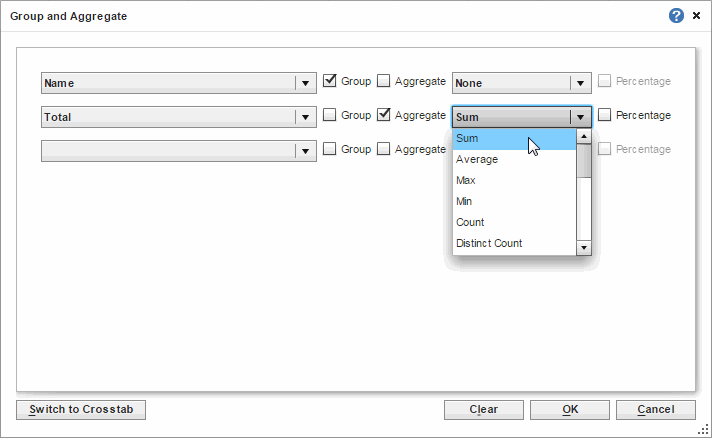 Group and Aggregate ?
Name Group Aggregate None Percentage
Total Group Aggregate Sum Percentage
Group Aggregate Percentage
Sum
Average
Max
Min
Count
Distinct Count
Switch to Crosstab Clear OK Cancel